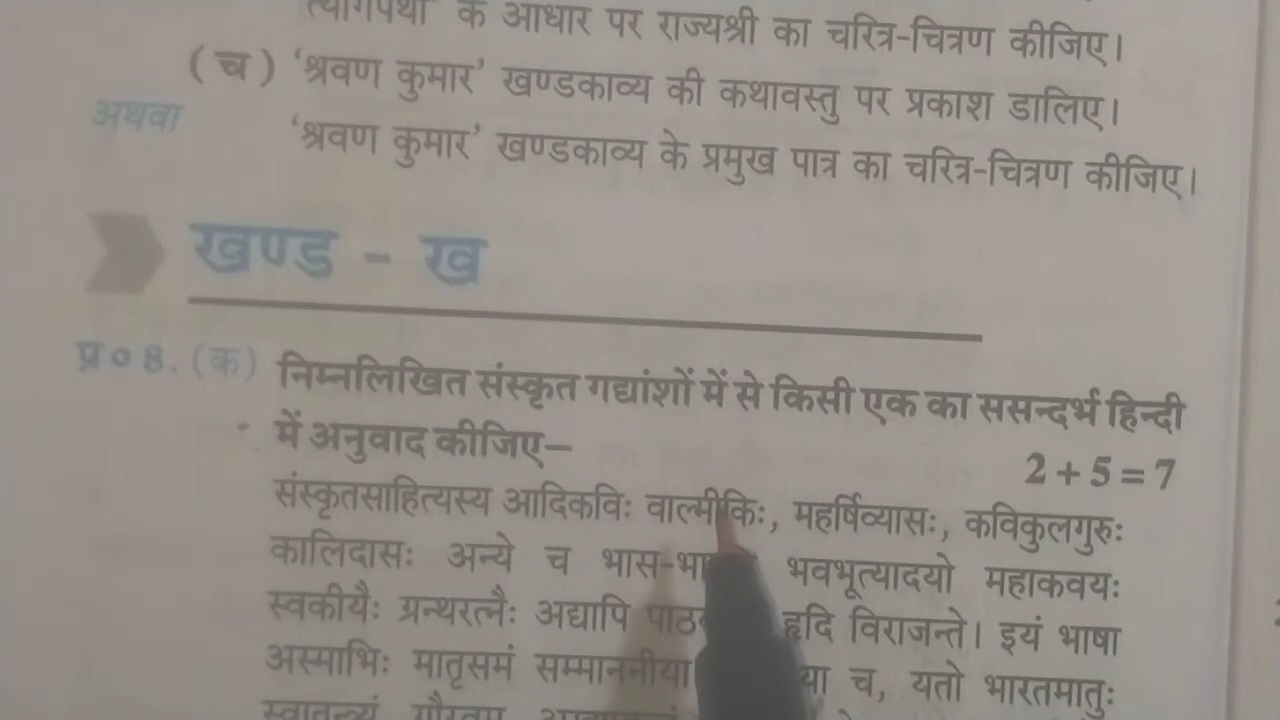 के आधार पर राज्यश्री का चरित्र-चित्रण कीजिए।
(च) 'श्रवण कुमार' खण्डकाव्य की कथावस्तु पर प्रकाश डालिए।
अथवा 'श्रवण कुमार' खण्डकाव्य के प्रमुख पात्र का चरित्र-चित्रण कीजिए।
खण्ड - ख
प्र० 8. (क) निम्नलिखित संस्कृत गद्यांशों में से किसी एक का ससन्दर्भ हिन्दी
में अनुवाद कीजिए– 2 + 5 = 7
संस्कृतसाहित्यस्य आदिकविः वाल्मीकिः, महर्षिव्यासः, कविकुलगुरुः
कालिदासः अन्ये च भवभूत्यादयो महाकवयः
स्वकीयैः ग्रन्थरत्नैः अद्यापि हृदि विराजन्ते। इयं भाषा
अस्माभिः मातृसमं सम्माननीया च, यतो भारतमातुः